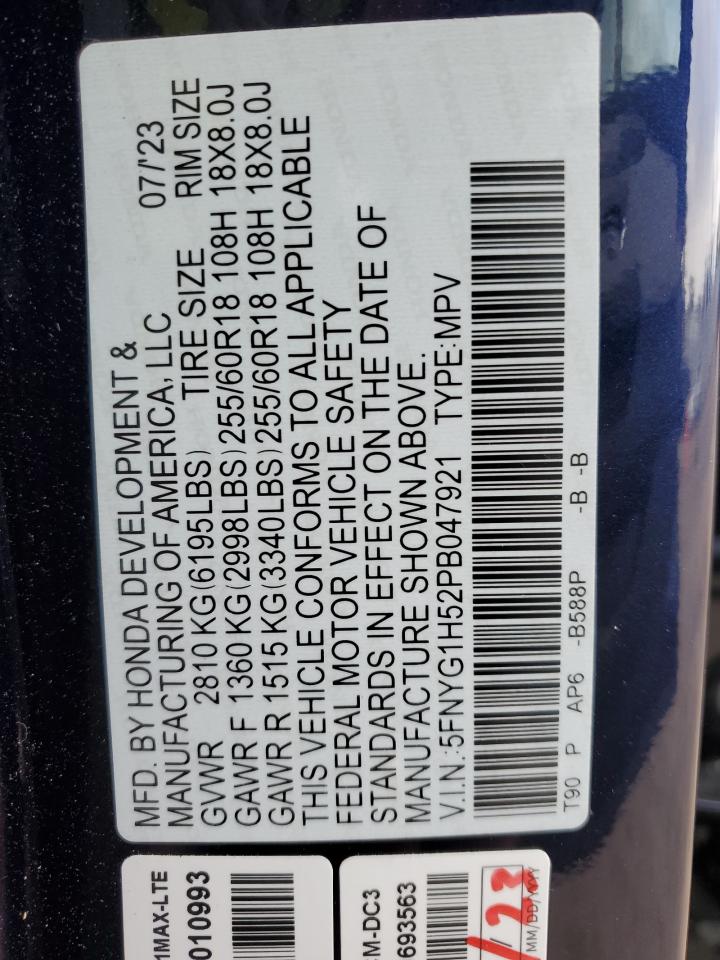 MFD. BY HONDA DEVELOPMENT &
MANUFACTURING OF AMERICA, LLC 07/'23
GVWR 2810 KG (6195LBS) TIRE SIZE RIM SIZE
GAWR F 1360 KG (2998LBS) 255/60R18 108H 18X8.0J
GAWR R 1515 KG (3340LBS) 255/60R18 108H 18X8.0J
THIS VEHICLE CONFORMS TO ALL APPLICABLE
FEDERAL MOTOR VEHICLE SAFETY
STANDARDS IN EFFECT ON THE DATE OF
MANUFACTURE SHOWN ABOVE.
V.I.N.:5FNYG1H52PB047921 TYPE:MPV
T90 P AP6 -B588P -B -B
1MAX-LTE
010993
M-DC3
693563
/23
MM/DD/YYYY